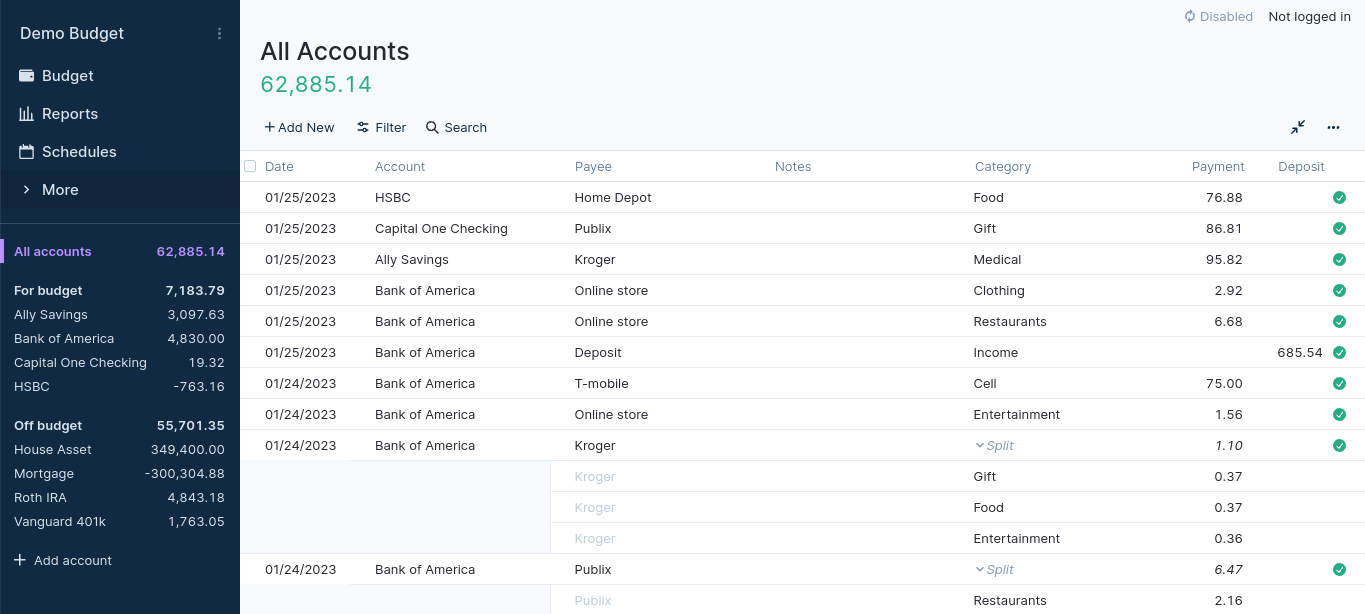 Demo Budget
Budget
Reports
Schedules
More
All accounts 62,885.14
For budget 7,183.79
Ally Savings 3,097.63
Bank of America 4,830.00
Capital One Checking 19.32
HSBC -763.16
Off budget 55,701.35
House Asset 349,400.00
Mortgage -300,304.88
Roth IRA 4,843.18
Vanguard 401k 1,763.05
Add account
Disabled Not logged in
All Accounts
62,885.14
Add New Filter Search
Date Account Payee Notes Category Payment Deposit
01/25/2023 HSBC Home Depot Food 76.88
01/25/2023 Capital One Checking Publix Gift 86.81
01/25/2023 Ally Savings Kroger Medical 95.82
01/25/2023 Bank of America Online store Clothing 2.92
01/25/2023 Bank of America Online store Restaurants 6.68
01/25/2023 Bank of America Deposit Income 685.54
01/24/2023 Bank of America T-mobile Cell 75.00
01/24/2023 Bank of America Online store Entertainment 1.56
01/24/2023 Bank of America Kroger Split 1.10
Kroger Gift 0.37
Kroger Food 0.37
Kroger Entertainment 0.36
01/24/2023 Bank of America Publix Split 6.47
Publix Restaurants 2.16